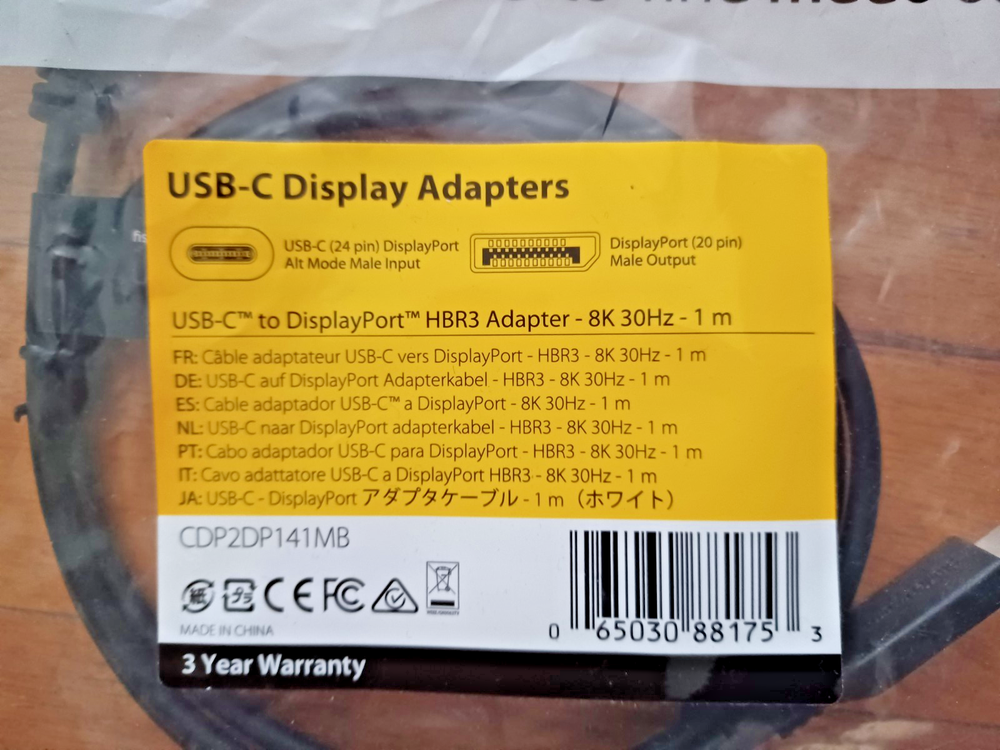 USB-C Display Adapters
USB-C (24 pin) DisplayPort
Alt Mode Male Input
DisplayPort (20 pin)
Male Output
USB-C™ to DisplayPort™ HBR3 Adapter - 8K 30Hz - 1 m
FR: Câble adaptateur USB-C vers DisplayPort - HBR3 - 8K 30Hz - 1 m
DE: USB-C auf DisplayPort Adapterkabel - HBR3 - 8K 30Hz - 1 m
ES: Cable adaptador USB-C™ a DisplayPort - 8K 30Hz - 1 m
NL: USB-C naar DisplayPort adapterkabel - HBR3 - 8K 30Hz - 1 m
PT: Cabo adaptador USB-C para DisplayPort - HBR3 - 8K 30Hz - 1 m
IT: Cavo adattatore USB-C a DisplayPort HBR3 - 8K 30Hz - 1 m
JA: USB-C - DisplayPort アダプタケーブル - 1 m（ホワイト）
CDP2DP141MB
紙 プラ CE FC
MADE IN CHINA
0 65030 88175 3
3 Year Warranty